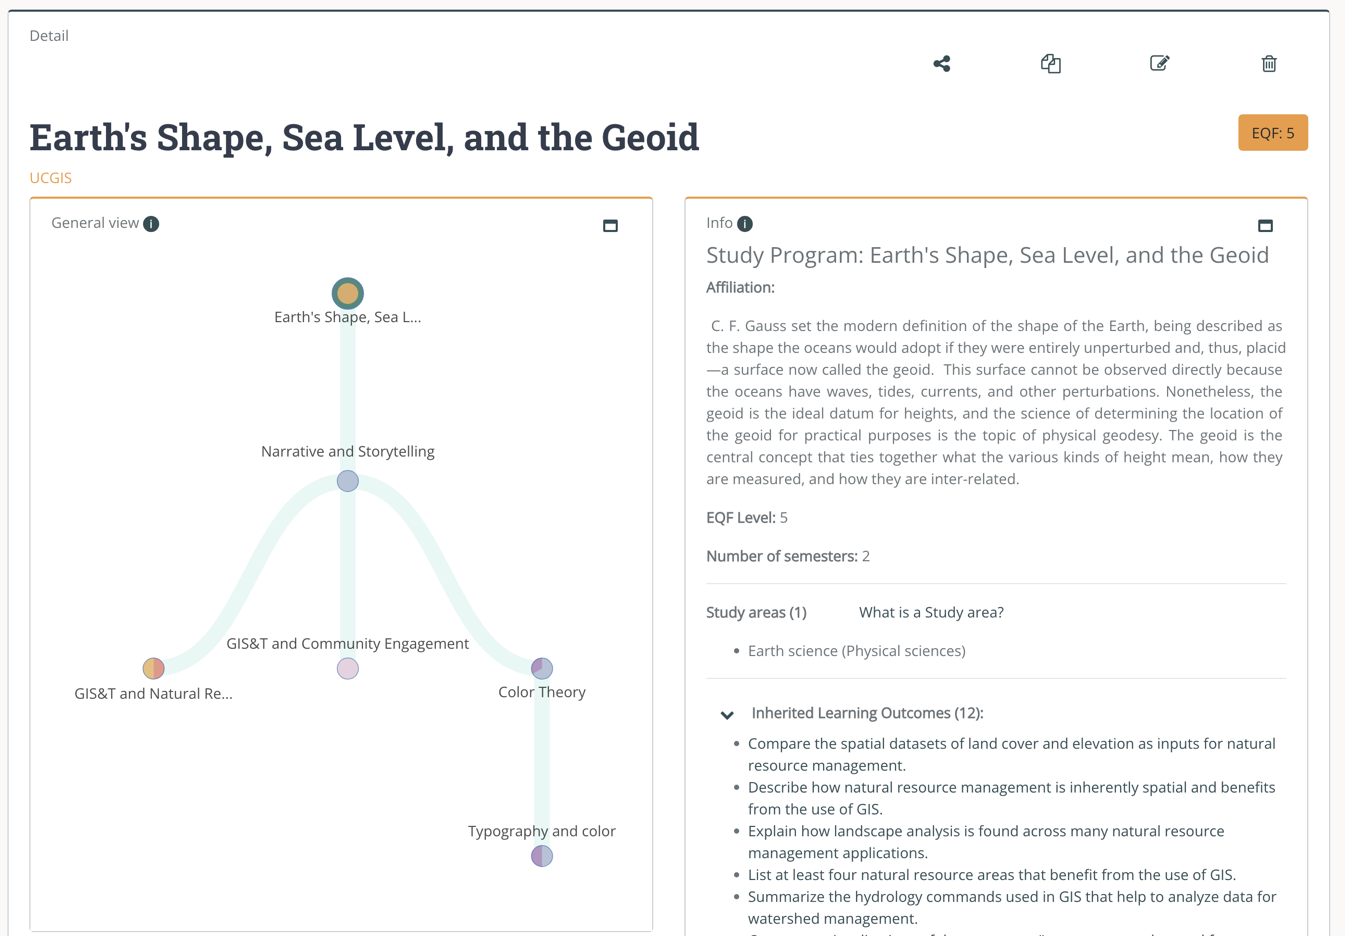 Detail
Earth's Shape, Sea Level, and the Geoid
EQF: 5
UCGIS
General view
Earth's Shape, Sea L...
Narrative and Storytelling
GIS&T and Community Engagement
GIS&T and Natural Re...
Color Theory
Typography and color
Info
Study Program: Earth's Shape, Sea Level, and the Geoid
Affiliation:
C. F. Gauss set the modern definition of the shape of the Earth, being described as
the shape the oceans would adopt if they were entirely unperturbed and, thus, placid
—a surface now called the geoid. This surface cannot be observed directly because
the oceans have waves, tides, currents, and other perturbations. Nonetheless, the
geoid is the ideal datum for heights, and the science of determining the location of
the geoid for practical purposes is the topic of physical geodesy. The geoid is the
central concept that ties together what the various kinds of height mean, how they
are measured, and how they are inter-related.
EQF Level: 5
Number of semesters: 2
Study areas (1) What is a Study area?
• Earth science (Physical sciences)
Inherited Learning Outcomes (12):
• Compare the spatial datasets of land cover and elevation as inputs for natural
resource management.
• Describe how natural resource management is inherently spatial and benefits
from the use of GIS.
• Explain how landscape analysis is found across many natural resource
management applications.
• List at least four natural resource areas that benefit from the use of GIS.
• Summarize the hydrology commands used in GIS that help to analyze data for
watershed management.